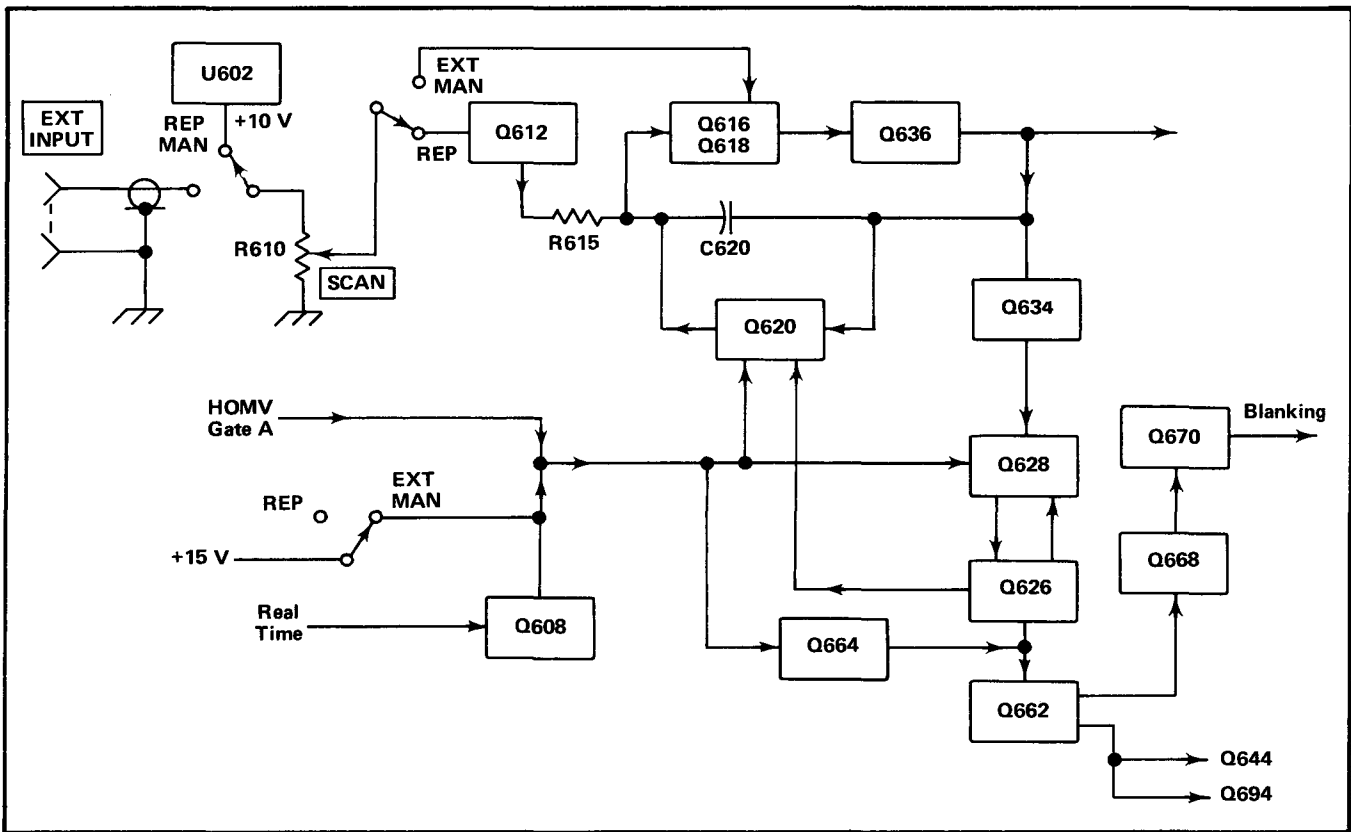 U602
EXT
INPUT
REP
MAN
+10 V
EXT
MAN
REP
Q612
Q616
Q618
Q636
R610
SCAN
R615
C620
Q620
Q634
HOMV
Gate A
REP
EXT
MAN
+15 V
Real
Time
Q608
Q628
Q626
Q664
Q662
Q670
Blanking
Q668
Q644
Q694